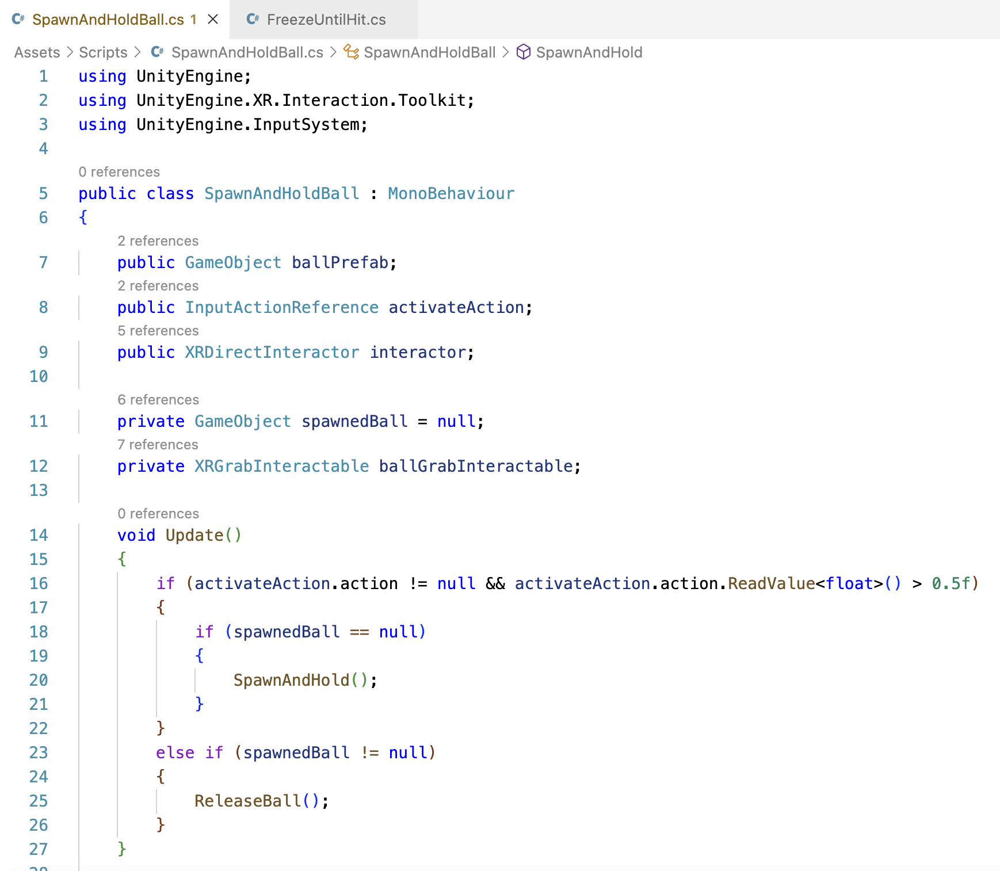 SpawnAndHoldBall.cs 1 FreezeUntilHit.cs
Assets > Scripts > SpawnAndHoldBall.cs > SpawnAndHoldBall > SpawnAndHold
1 using UnityEngine;
2 using UnityEngine.XR.Interaction.Toolkit;
3 using UnityEngine.InputSystem;
4
0 references
5 public class SpawnAndHoldBall : MonoBehaviour
6 {
2 references
7 public GameObject ballPrefab;
2 references
8 public InputActionReference activateAction;
5 references
9 public XRDirectInteractor interactor;
10
6 references
11 private GameObject spawnedBall = null;
7 references
12 private XRGrabInteractable ballGrabInteractable;
13
0 references
14 void Update()
15 {
16 if (activateAction.action != null && activateAction.action.ReadValue<float>() > 0.5f)
17 {
18 if (spawnedBall == null)
19 {
20 SpawnAndHold();
21 }
22 }
23 else if (spawnedBall != null)
24 {
25 ReleaseBall();
26 }
27 }